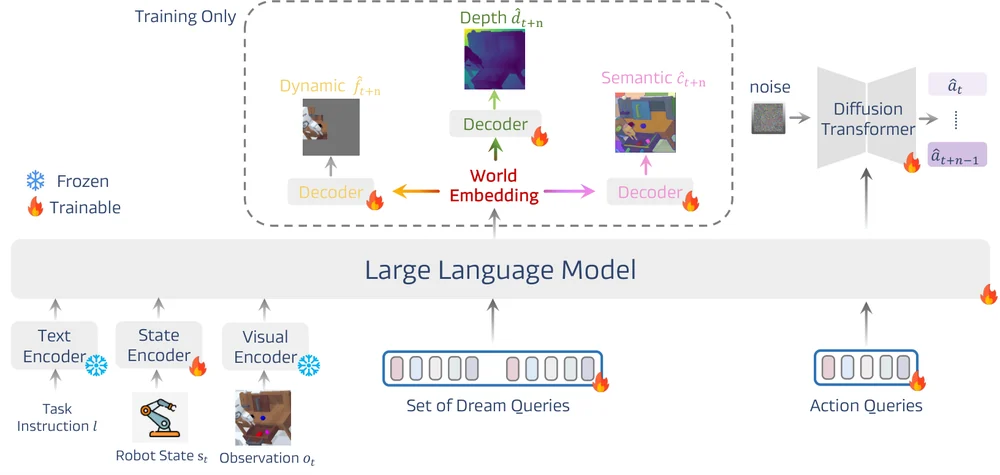 Training Only
Depth d̂ₜ₊ₙ
Dynamic f̂ₜ₊ₙ
Semantic ĉₜ₊ₙ
Decoder
Decoder
Decoder
World
Embedding
noise
Diffusion
Transformer
âₜ
âₜ₊ₙ₋₁
Frozen
Trainable
Large Language Model
Text
Encoder
State
Encoder
Visual
Encoder
Task
Instruction l
Robot State sₜ
Observation oₜ
Set of Dream Queries
Action Queries